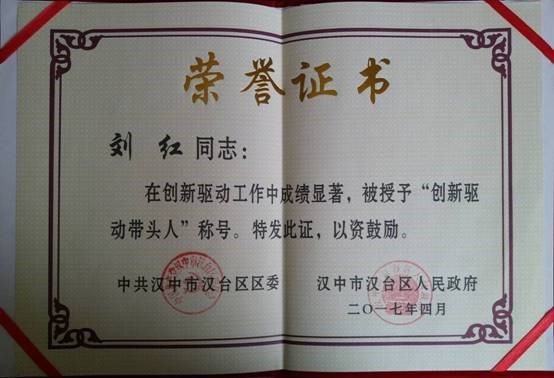 荣誉证书
刘 红 同志：
在创新驱动工作中成绩显著，被授予“创新驱
动带头人”称号。特发此证，以资鼓励。
中共汉中市汉台区区委 汉中市汉台区人民政府
二〇一七年四月